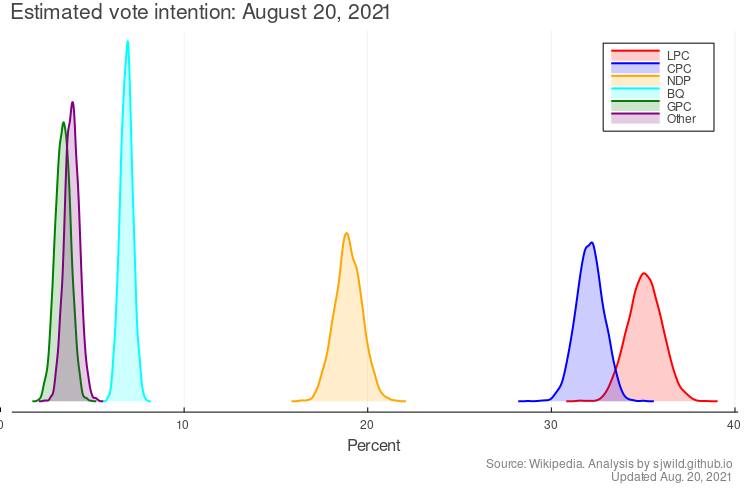 Estimated vote intention: August 20, 2021
LPC
CPC
NDP
BQ
GPC
Other
0 10 20 30 40
Percent
Source: Wikipedia. Analysis by sjwild.github.io
Updated Aug. 20, 2021